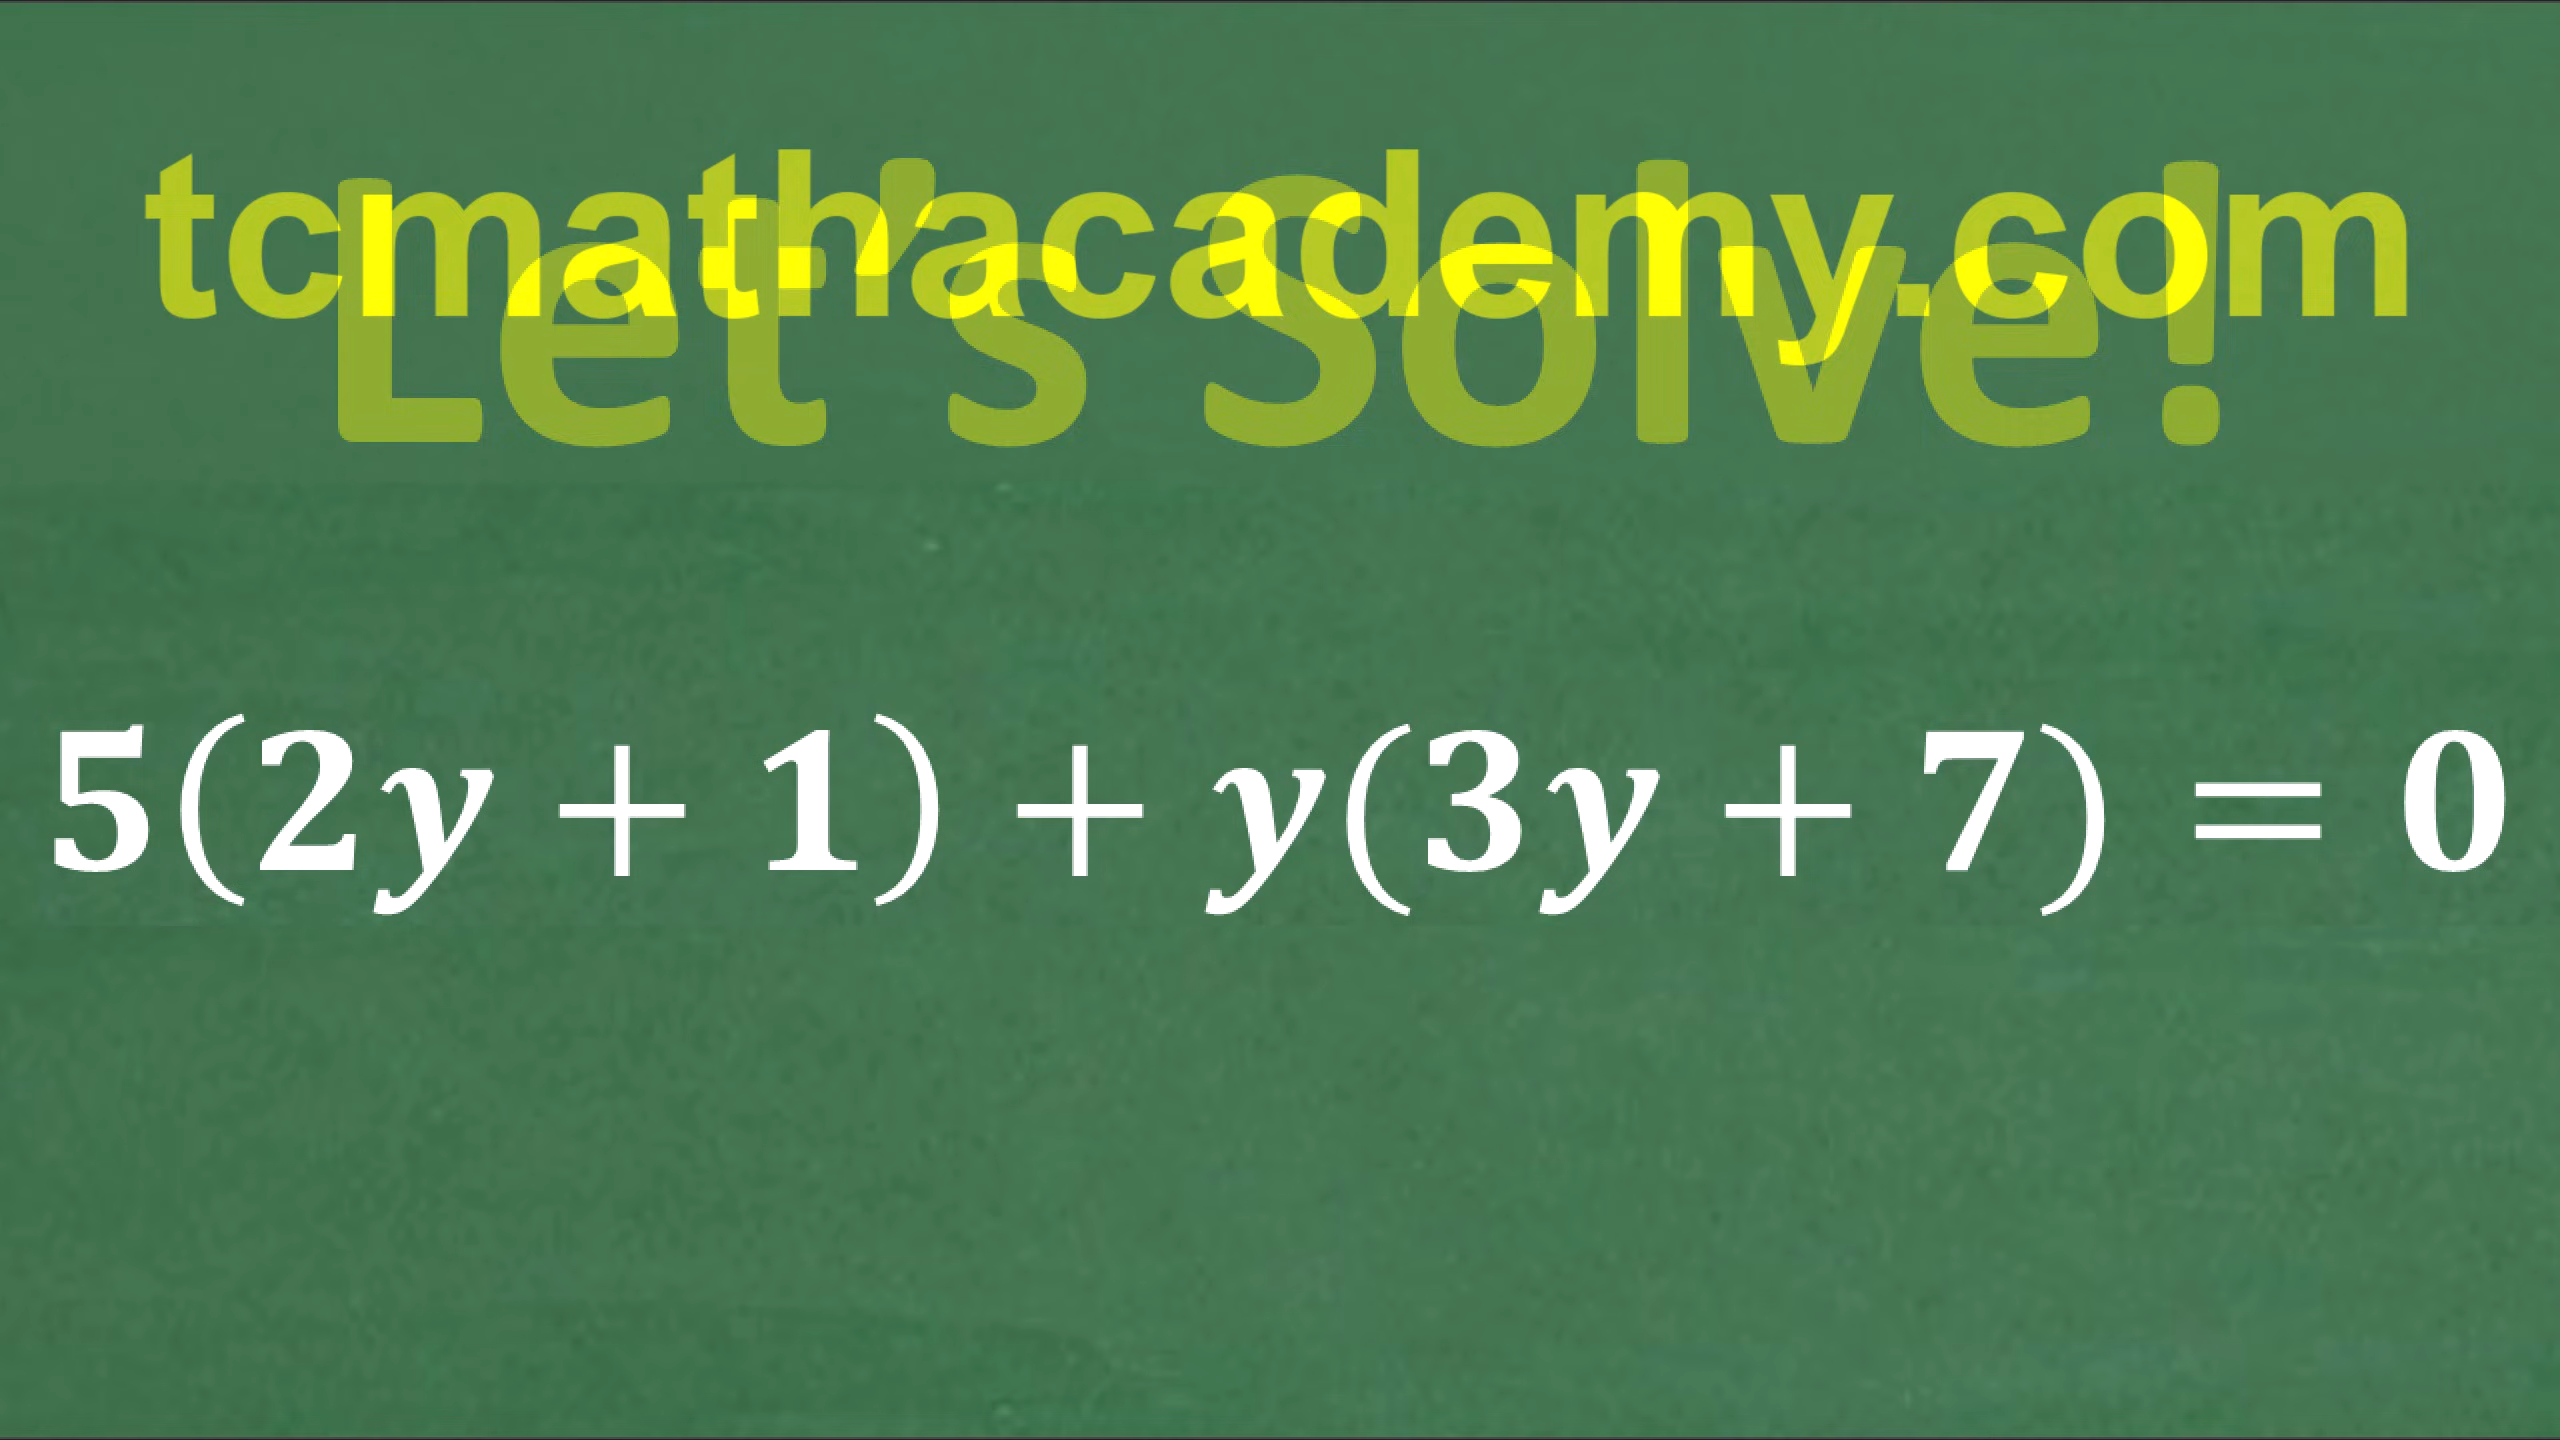 tcmathacademy.com
Let's Solve!
5(2y + 1) + y(3y + 7) = 0